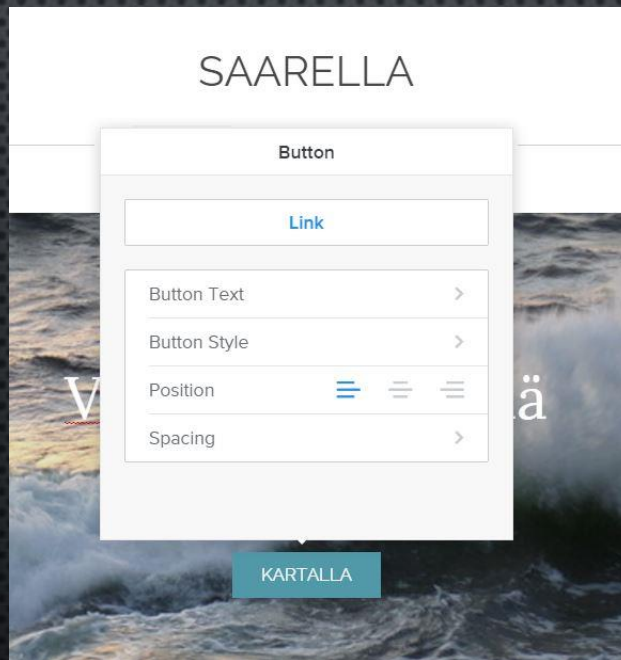 SAARELLA
Button
Link
Button Text
Button Style
Position
Spacing
KARTALLA